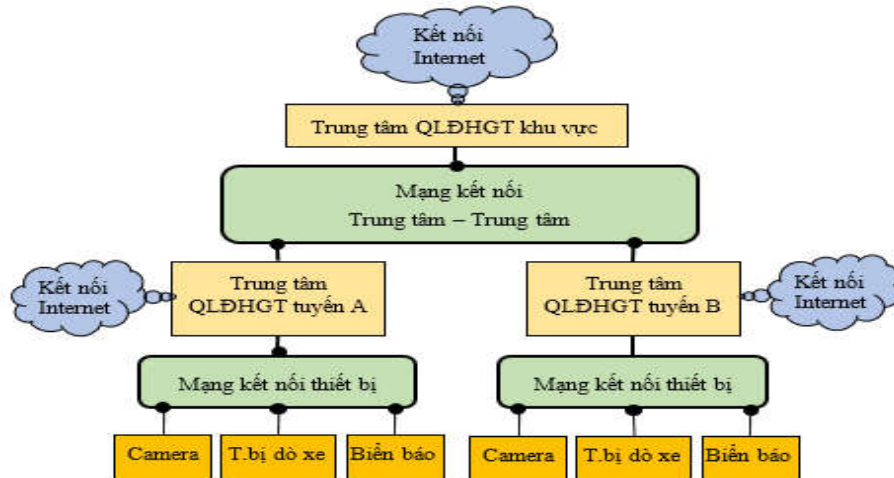 Kết nối
Internet
Trung tâm QLĐHGT khu vực
Mạng kết nối
Trung tâm – Trung tâm
Kết nối
Internet
Trung tâm
QLĐHGT tuyến A
Trung tâm
QLĐHGT tuyến B
Kết nối
Internet
Mạng kết nối thiết bị
Mạng kết nối thiết bị
Camera
T.bị dò xe
Biển báo
Camera
T.bị dò xe
Biển báo